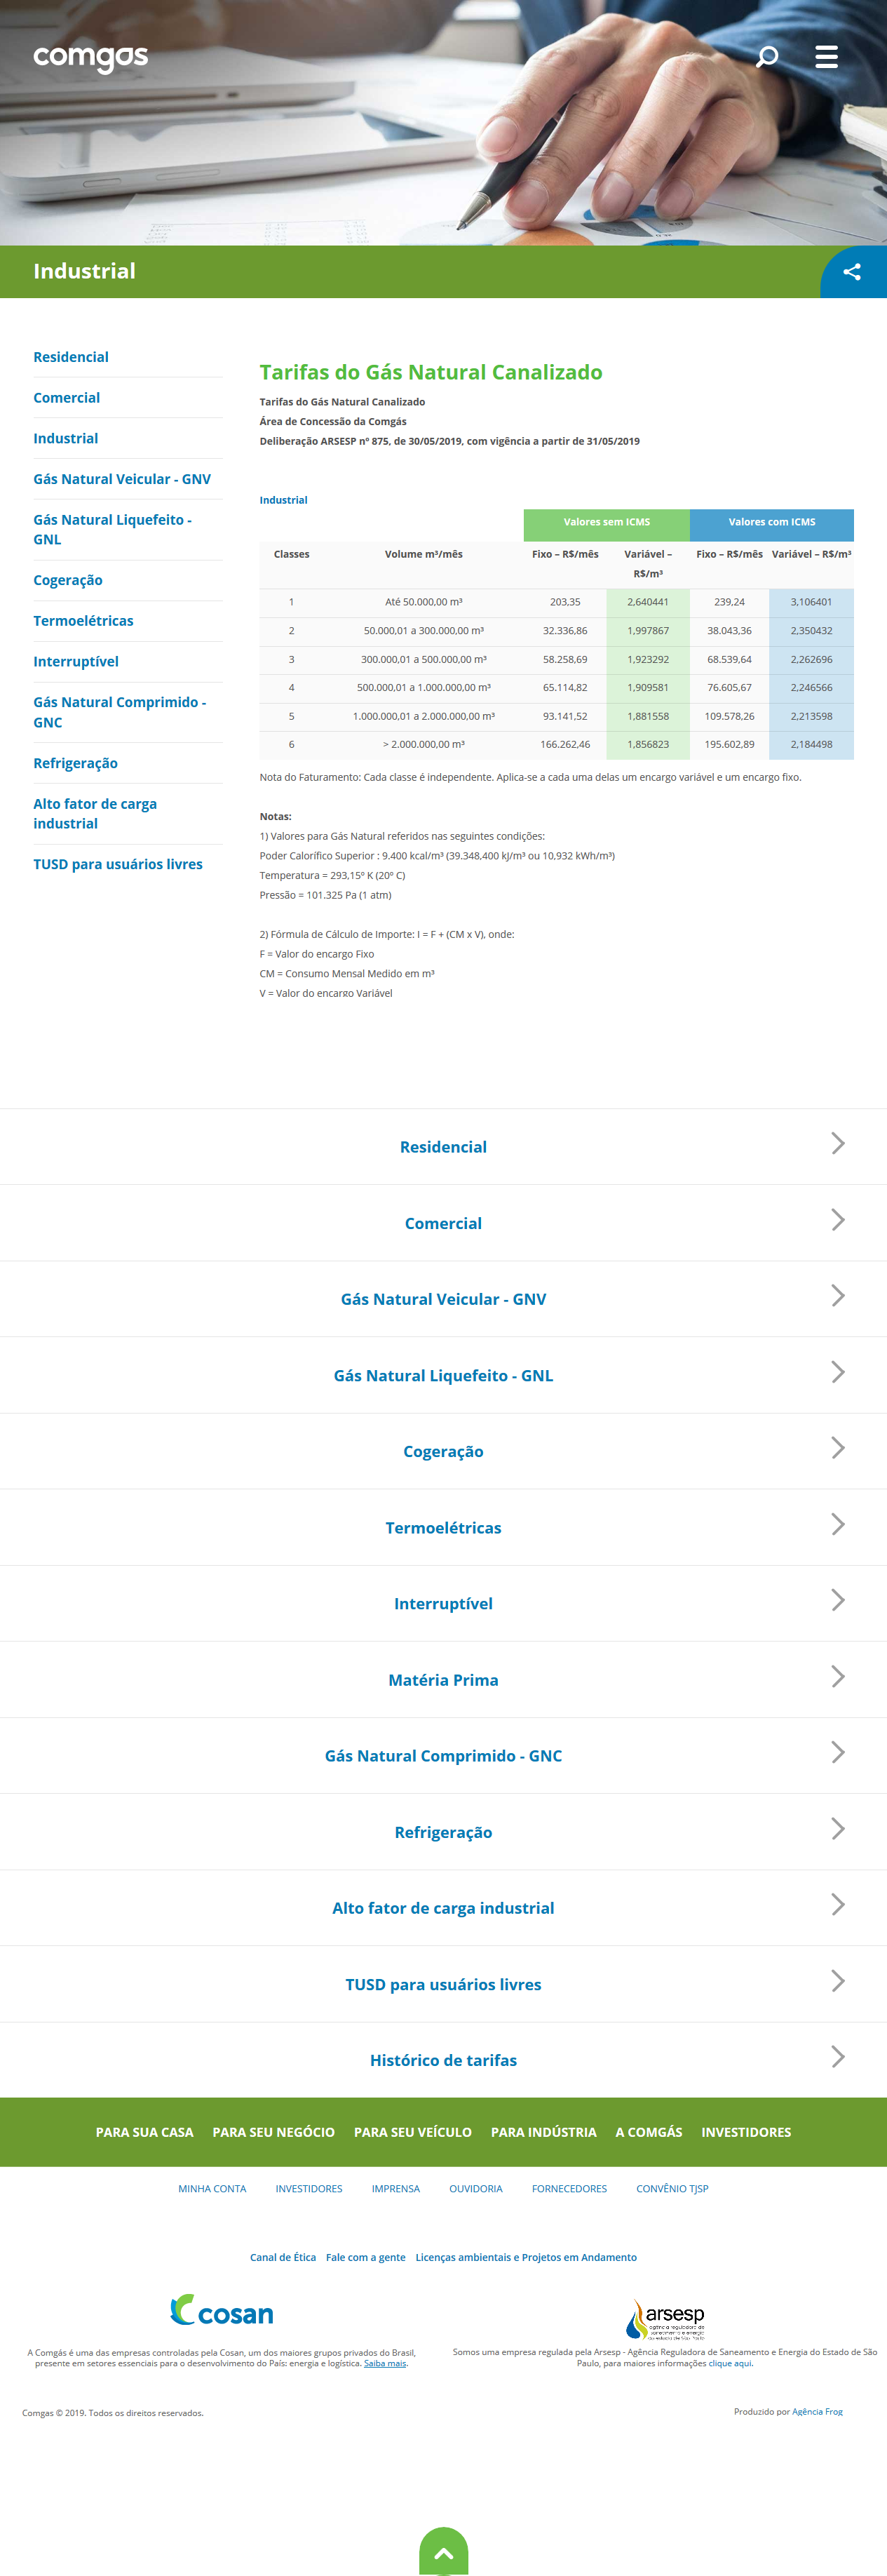 comgas
Industrial
Residencial
Comercial
Industrial
Gás Natural Veicular - GNV
Gás Natural Liquefeito -
GNL
Cogeração
Termoelétricas
Interruptível
Gás Natural Comprimido -
GNC
Refrigeração
Alto fator de carga
industrial
TUSD para usuários livres
Tarifas do Gás Natural Canalizado
Tarifas do Gás Natural Canalizado
Área de Concessão da Comgás
Deliberação ARSESP nº 875, de 30/05/2019, com vigência a partir de 31/05/2019
Industrial
Valores sem ICMS Valores com ICMS
Classes Volume m³/mês Fixo – R$/mês Variável – R$/m³ Fixo – R$/mês Variável – R$/m³
1 Até 50.000,00 m³ 203,35 2,640441 239,24 3,106401
2 50.000,01 a 300.000,00 m³ 32.336,86 1,997867 38.043,36 2,350432
3 300.000,01 a 500.000,00 m³ 58.258,69 1,923292 68.539,64 2,262696
4 500.000,01 a 1.000.000,00 m³ 65.114,82 1,909581 76.605,67 2,246566
5 1.000.000,01 a 2.000.000,00 m³ 93.141,52 1,881558 109.578,26 2,213598
6 > 2.000.000,00 m³ 166.262,46 1,856823 195.602,89 2,184498
Nota do Faturamento: Cada classe é independente. Aplica-se a cada uma delas um encargo variável e um encargo fixo.
Notas:
1) Valores para Gás Natural referidos nas seguintes condições:
Poder Calorífico Superior : 9.400 kcal/m³ (39.348,400 kJ/m³ ou 10,932 kWh/m³)
Temperatura = 293,15º K (20º C)
Pressão = 101.325 Pa (1 atm)
2) Fórmula de Cálculo de Importe: I = F + (CM x V), onde:
F = Valor do encargo Fixo
CM = Consumo Mensal Medido em m³
V = Valor do encargo Variável
Residencial
Comercial
Gás Natural Veicular - GNV
Gás Natural Liquefeito - GNL
Cogeração
Termoelétricas
Interruptível
Matéria Prima
Gás Natural Comprimido - GNC
Refrigeração
Alto fator de carga industrial
TUSD para usuários livres
Histórico de tarifas
PARA SUA CASA PARA SEU NEGÓCIO PARA SEU VEÍCULO PARA INDÚSTRIA A COMGÁS INVESTIDORES
MINHA CONTA INVESTIDORES IMPRENSA OUVIDORIA FORNECEDORES CONVÊNIO TJSP
Canal de Ética Fale com a gente Licenças ambientais e Projetos em Andamento
cosan
A Comgás é uma das empresas controladas pela Cosan, um dos maiores grupos privados do Brasil,
presente em setores essenciais para o desenvolvimento do País: energia e logística. Saiba mais.
arsesp
Somos uma empresa regulada pela Arsesp - Agência Reguladora de Saneamento e Energia do Estado de São
Paulo, para maiores informações clique aqui.
Comgas © 2019. Todos os direitos reservados.
Produzido por Agência Frog